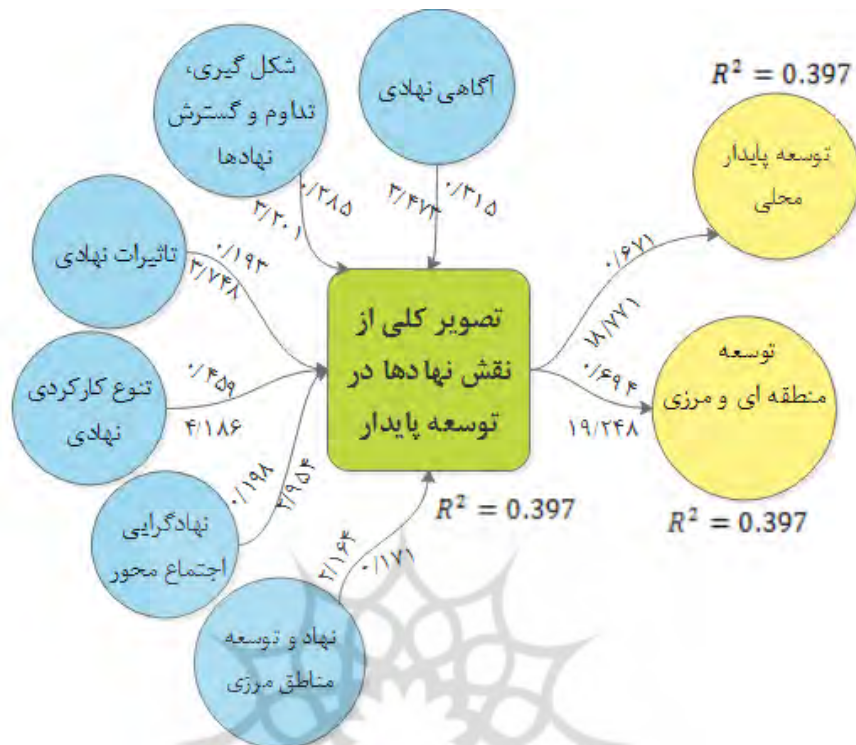 شکل گیری،
تداوم و گسترش
نهادها
۰/۲۸۵
۳/۲۰۱
آگاهی نهادی
۰/۳۱۵
۳/۴۷۳
R² = 0.397
توسعه پایدار
محلی
۰/۶۷۱
۱۸/۷۷۱
تاثیرات نهادی
۰/۱۹۳
۳/۷۴۸
تصویر کلی از
نقش نهادها در
توسعه پایدار
R² = 0.397
توسعه
منطقه ای و مرزی
۰/۶۹۴
۱۹/۲۴۸
R² = 0.397
تنوع کارکردی
نهادی
۰/۴۵۹
۴/۱۸۶
نهادگرایی
اجتماع محور
۰/۱۹۸
۲/۹۵۴
نهاد و توسعه
مناطق مرزی
۲/۱۶۴
۰/۱۷۱